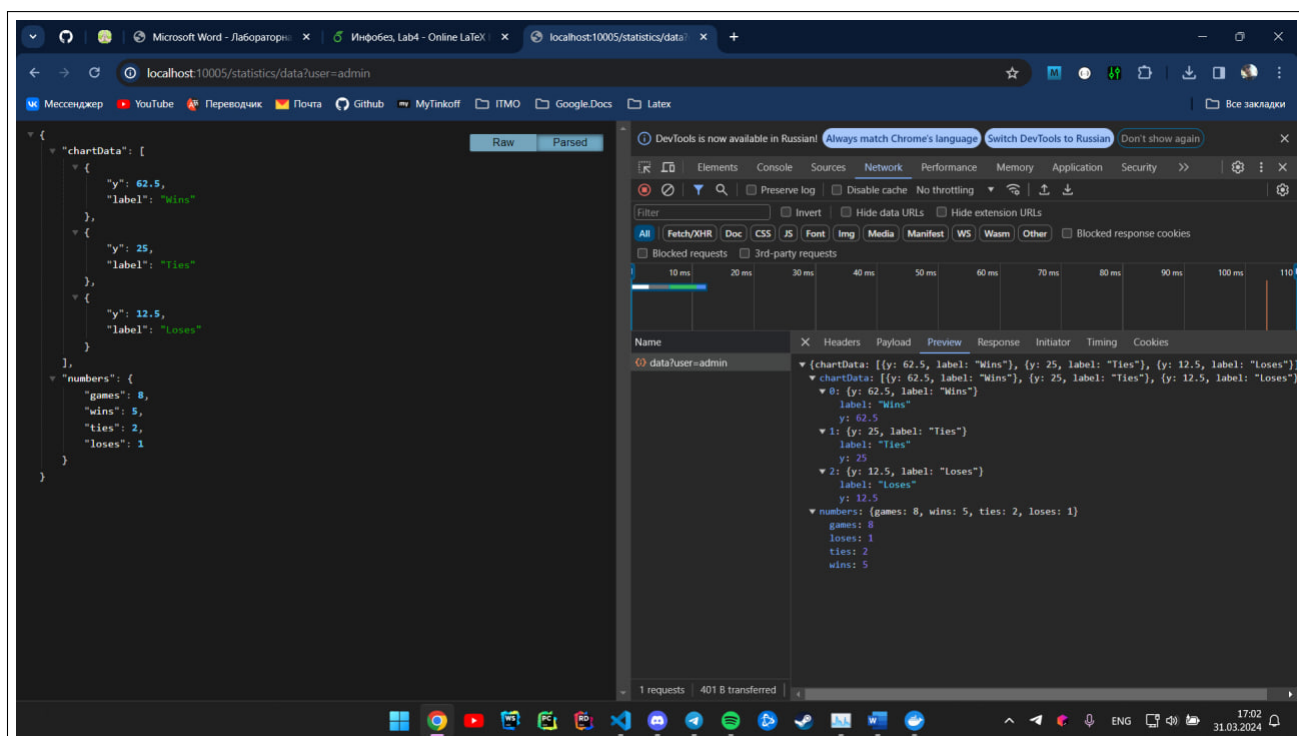 Microsoft Word - Лабораторн
Инфобез, Lab4 - Online LaTeX
localhost:10005/statistics/data?
localhost:10005/statistics/data?user=admin
Мессенджер YouTube Переводчик Почта Github MyTinkoff ITMO Google.Docs Latex Все закладки
Raw Parsed
{
"chartData": [
{
"y": 62.5,
"label": "Wins"
},
{
"y": 25,
"label": "Ties"
},
{
"y": 12.5,
"label": "Loses"
}
],
"numbers": {
"games": 8,
"wins": 5,
"ties": 2,
"loses": 1
}
}
DevTools is now available in Russian! Always match Chrome's language Switch DevTools to Russian Don't show again
Elements Console Sources Network Performance Memory Application Security
Preserve log Disable cache No throttling
Filter Invert Hide data URLs Hide extension URLs
All Fetch/XHR Doc CSS JS Font Img Media Manifest WS Wasm Other Blocked response cookies
Blocked requests 3rd-party requests
10 ms 20 ms 30 ms 40 ms 50 ms 60 ms 70 ms 80 ms 90 ms 100 ms 110
Name
data?user=admin
Headers Payload Preview Response Initiator Timing Cookies
{chartData: [{y: 62.5, label: "Wins"}, {y: 25, label: "Ties"}, {y: 12.5, label: "Loses"}]
chartData: [{y: 62.5, label: "Wins"}, {y: 25, label: "Ties"}, {y: 12.5, label: "Loses"}
0: {y: 62.5, label: "Wins"}
label: "Wins"
y: 62.5
1: {y: 25, label: "Ties"}
label: "Ties"
y: 25
2: {y: 12.5, label: "Loses"}
label: "Loses"
y: 12.5
numbers: {games: 8, wins: 5, ties: 2, loses: 1}
games: 8
loses: 1
ties: 2
wins: 5
1 requests 401 B transferred
ENG
17:02
31.03.2024